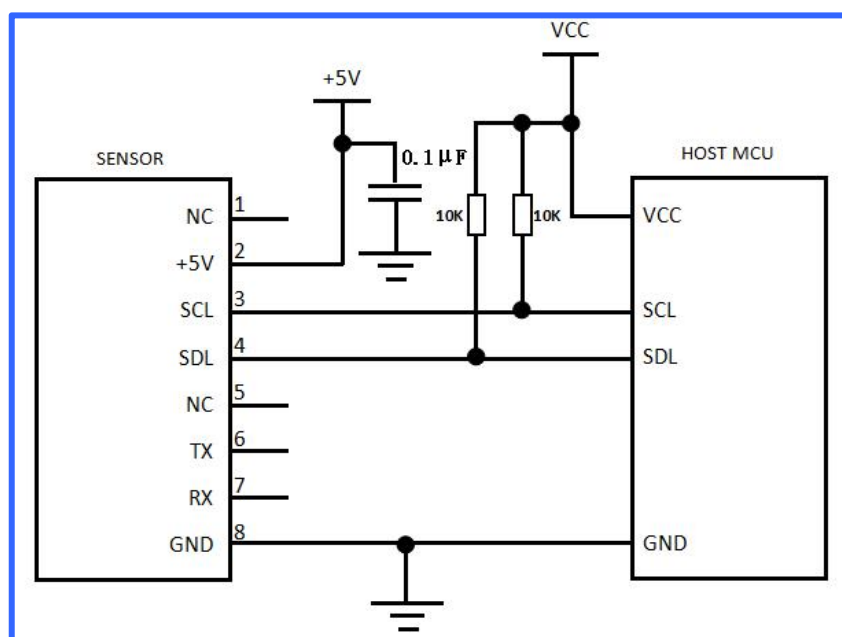 VCC
+5V
0.1μF
SENSOR
HOST MCU
NC 1
10K
10K
VCC
+5V 2
SCL 3
SCL
SDL 4
SDL
NC 5
TX 6
RX 7
GND 8
GND